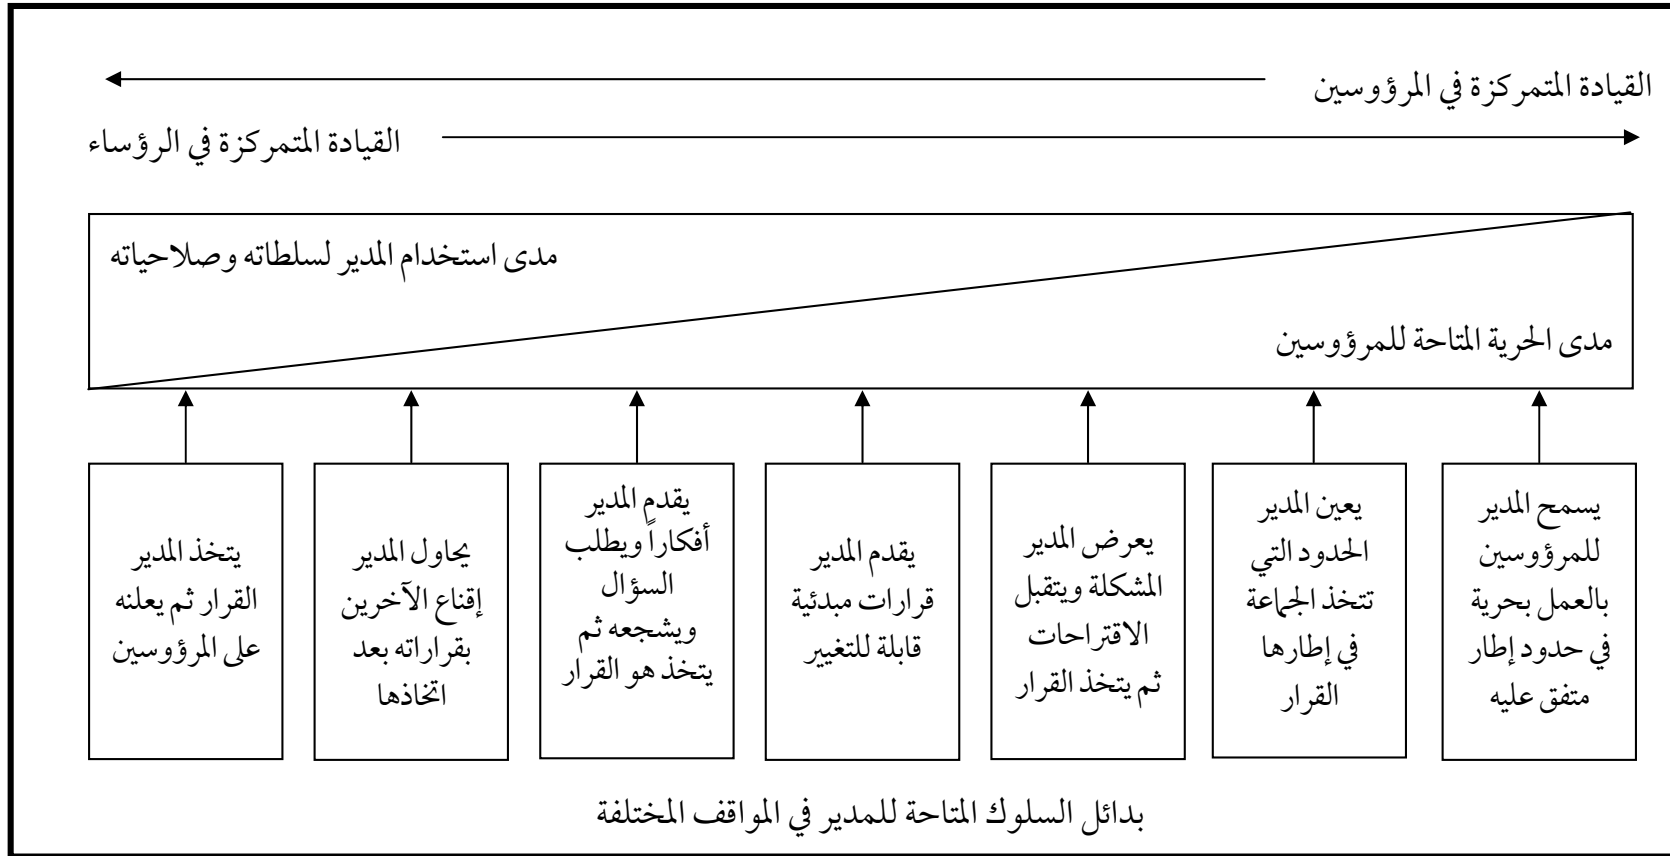 القيادة المتمركزة في المرؤوسين
القيادة المتمركزة في الرؤساء
مدى استخدام المدير لسلطاته وصلاحياته
مدى الحرية المتاحة للمرؤوسين
يسمح المدير
للمرؤوسين
بالعمل بحرية
في حدود إطار
متفق عليه
يعين المدير
الحدود التي
تتخذ الجماعة
في إطارها
القرار
يعرض المدير
المشكلة ويتقبل
الاقتراحات
ثم يتخذ القرار
يقدم المدير
قرارات مبدئية
قابلة للتغيير
يقدم المدير
أفكاراً ويطلب
السؤال
ويشجعه ثم
يتخذ هو القرار
يحاول المدير
إقناع الآخرين
بقراراته بعد
اتخاذها
يتخذ المدير
القرار ثم يعلنه
على المرؤوسين
بدائل السلوك المتاحة للمدير في المواقف المختلفة